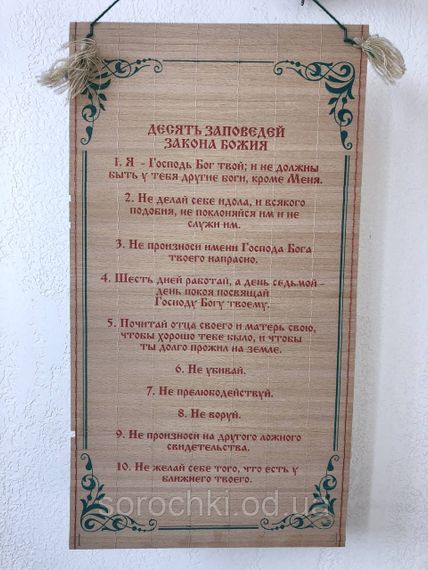 Десять заповедей
Закона Божия
1. Я - Господь Бог твой; и не должны
быть у тебя другие боги, кроме Меня.
2. Не делай себе идола, и всякого
подобия, не поклоняйся им и не
служи им.
3. Не произноси имени Господа Бога
твоего напрасно.
4. Шесть дней работай, а день седьмой -
день покоя посвящай
Господу Богу твоему.
5. Почитай отца своего и матерь свою,
чтобы хорошо тебе было, и чтобы
ты долго прожил на земле.
6. Не убивай.
7. Не прелюбодействуй.
8. Не воруй.
9. Не произноси на другого ложного
свидетельства.
10. Не желай себе того, что есть у
ближнего твоего.
sorochki.od.ua